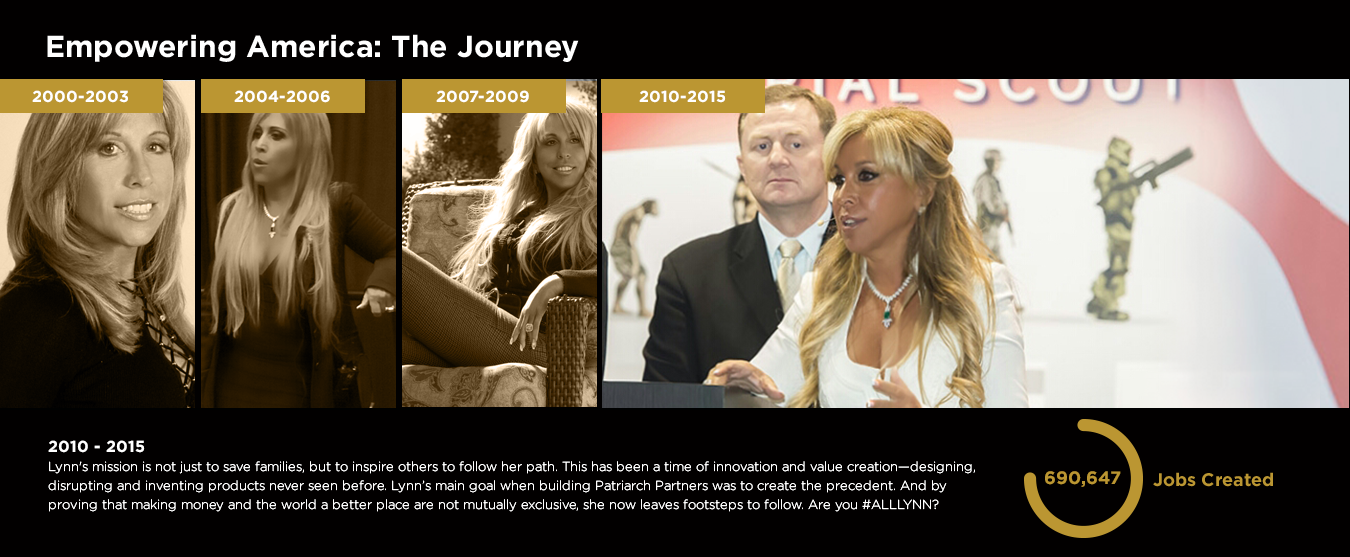 Empowering America: The Journey
2000-2003
2004-2006
2007-2009
2010-2015
IAL SCOUT
2010 - 2015
Lynn's mission is not just to save families, but to inspire others to follow her path. This has been a time of innovation and value creation—designing,
disrupting and inventing products never seen before. Lynn's main goal when building Patriarch Partners was to create the precedent. And by
proving that making money and the world a better place are not mutually exclusive, she now leaves footsteps to follow. Are you #ALLLYNN?
690,647
Jobs Created